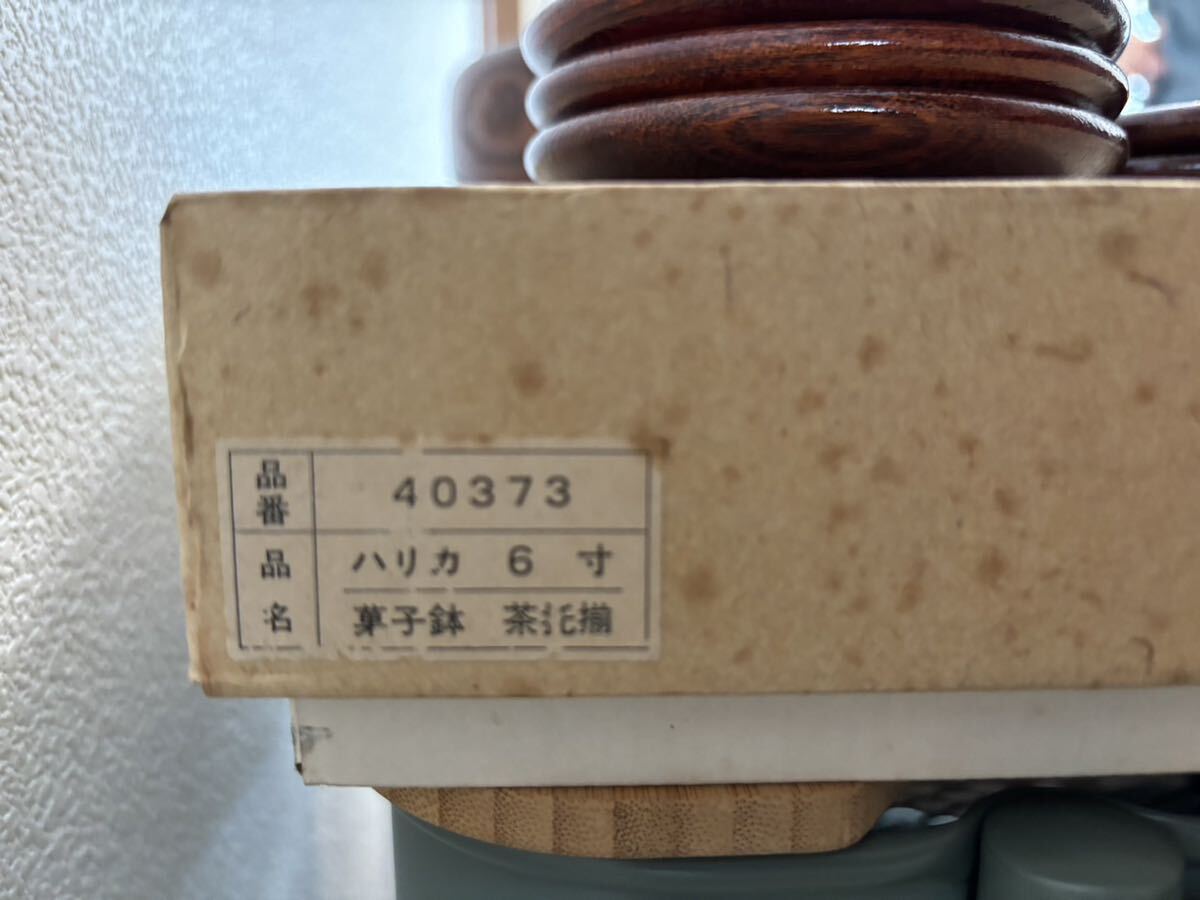 品番 40373
品名 ハリカ 6 寸
菓子鉢 茶托揃